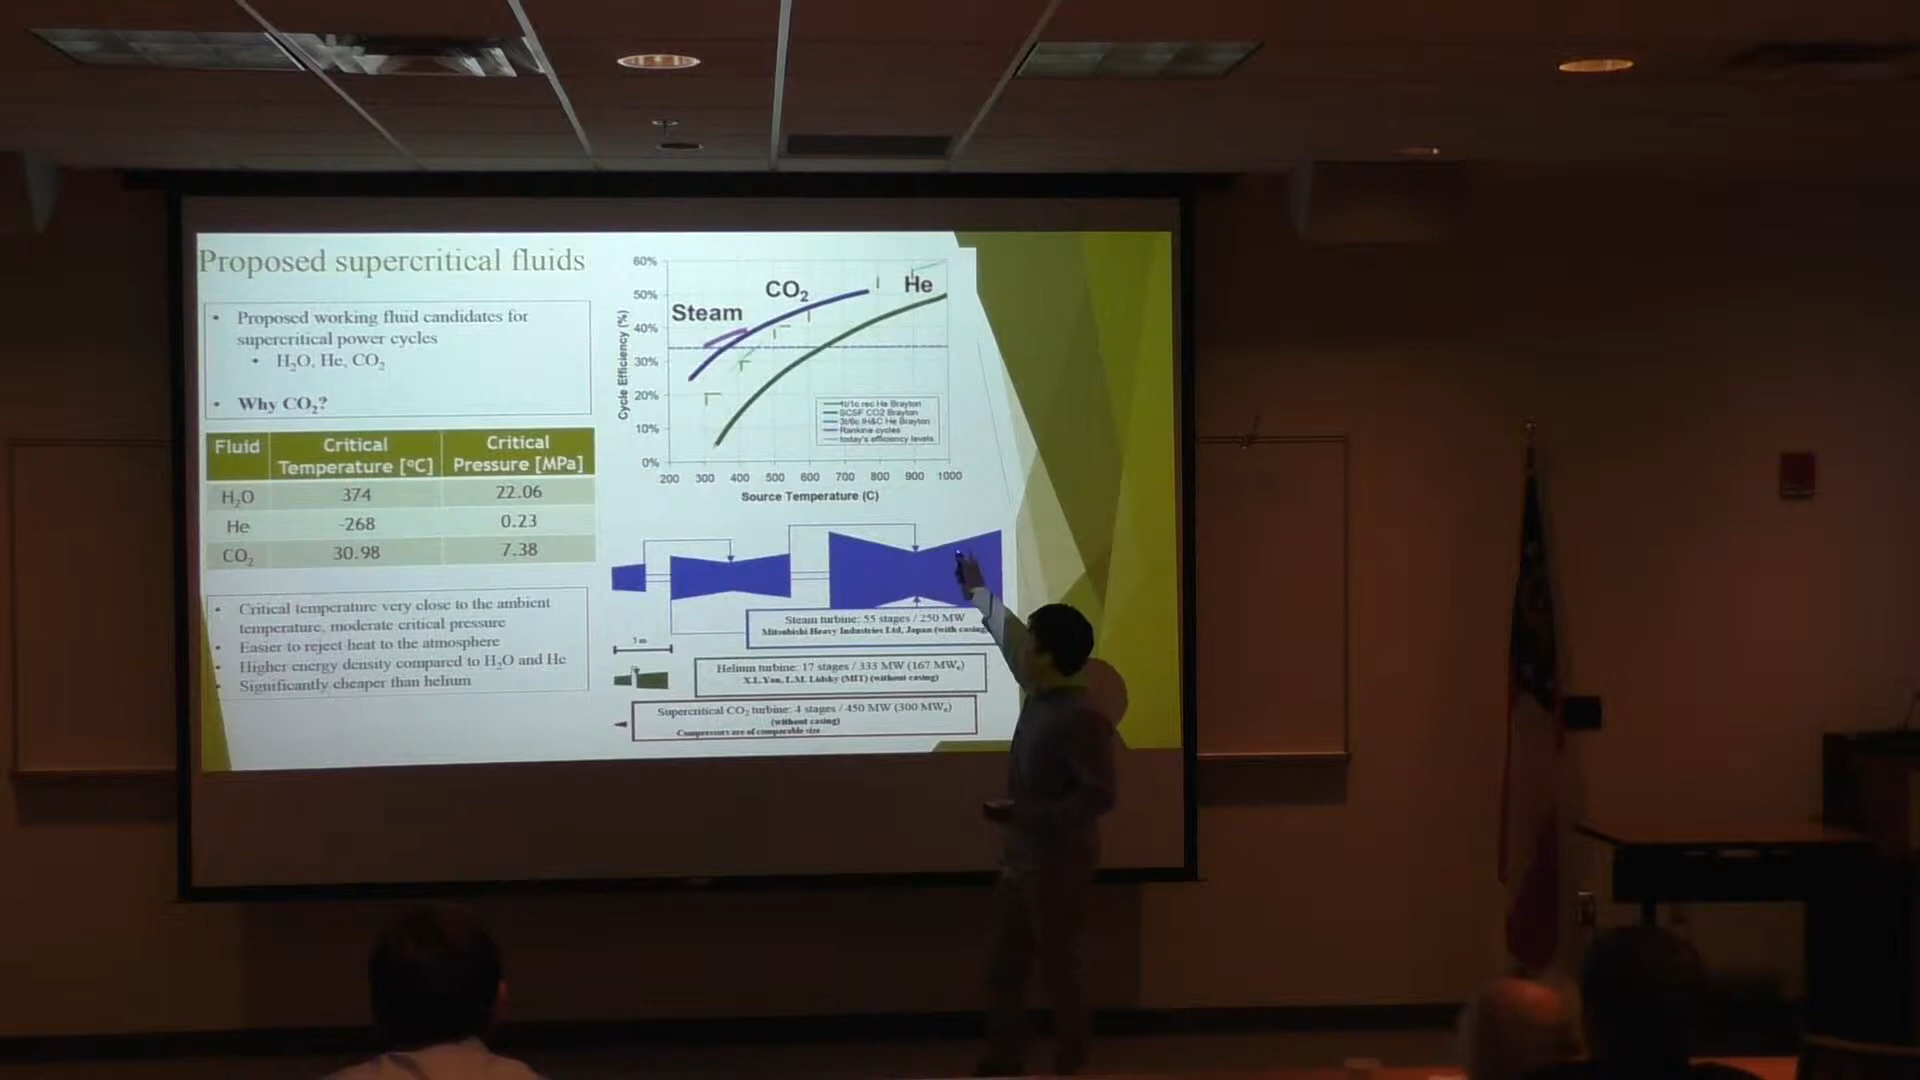 Proposed supercritical fluids
• Proposed working fluid candidates for
supercritical power cycles
• H₂O, He, CO₂
• Why CO₂?
Fluid Critical Temperature [°C] Critical Pressure [MPa]
H₂O 374 22.06
He -268 0.23
CO₂ 30.98 7.38
• Critical temperature very close to the ambient
temperature, moderate critical pressure
• Easier to reject heat to the atmosphere
• Higher energy density compared to H₂O and He
• Significantly cheaper than helium
Cycle Efficiency (%)
60%
50%
40%
30%
20%
10%
0%
Steam
CO₂
He
rec He Brayton
SCSF CO2 Brayton
IH&C He Brayton
Rankine cycles
today's efficiency levels
200 300 400 500 600 700 800 900 1000
Source Temperature (C)
Steam turbine: 55 stages / 250 MW
Mitsubishi Heavy Industries Ltd, Japan (with casing)
5 m
Helium turbine: 17 stages / 333 MW (167 MWₑ)
X.L. Yan, L.M. Lidsky (MIT) (without casing)
Supercritical CO₂ turbine: 4 stages / 450 MW (300 MWₑ)
(without casing)
Compressors are of comparable size